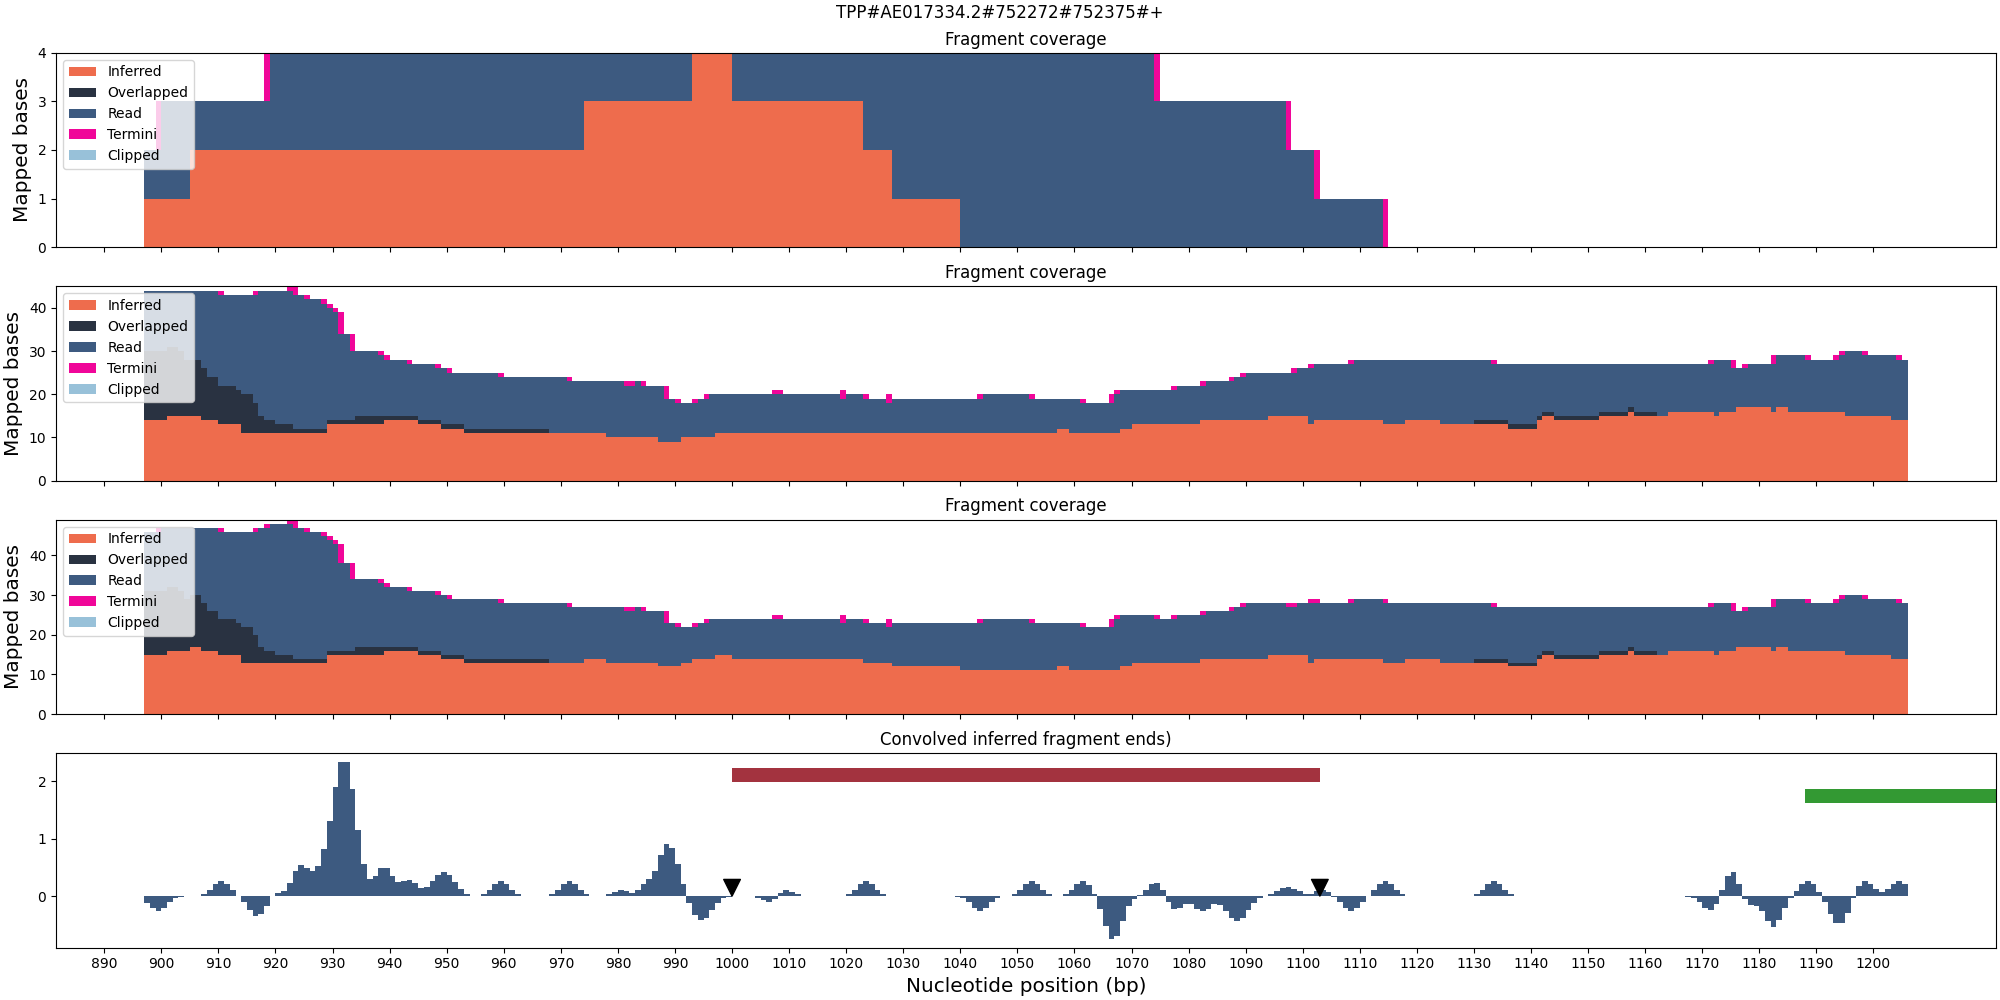 TPP#AE017334.2#752272#752375#+
Fragment coverage
Mapped bases
4
3
2
1
0
Inferred
Overlapped
Read
Termini
Clipped
Fragment coverage
Mapped bases
40
30
20
10
0
Inferred
Overlapped
Read
Termini
Clipped
Fragment coverage
Mapped bases
40
30
20
10
0
Inferred
Overlapped
Read
Termini
Clipped
Convolved inferred fragment ends)
2
1
0
890 900 910 920 930 940 950 960 970 980 990 1000 1010 1020 1030 1040 1050 1060 1070 1080 1090 1100 1110 1120 1130 1140 1150 1160 1170 1180 1190 1200
Nucleotide position (bp)